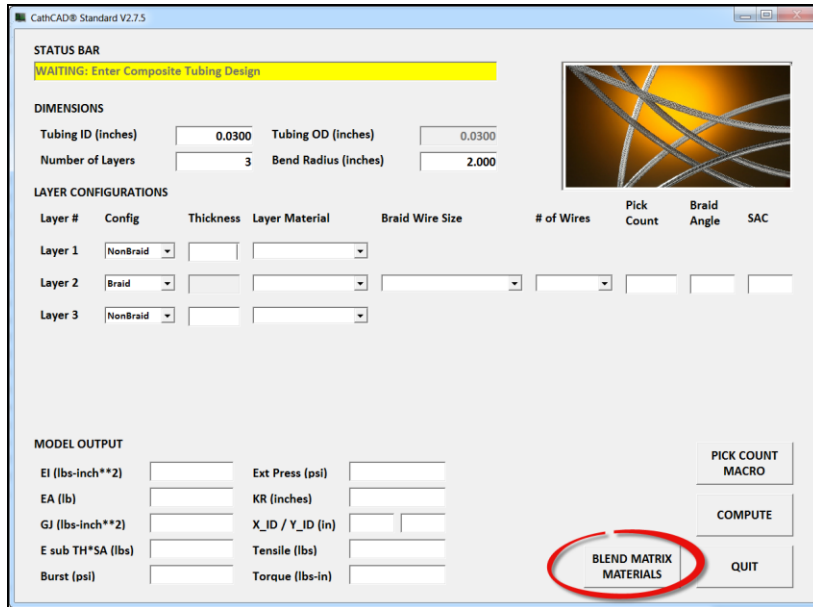 CathCAD® Standard V2.7.5
STATUS BAR
WAITING: Enter Composite Tubing Design
DIMENSIONS
Tubing ID (inches) 0.0300 Tubing OD (inches) 0.0300
Number of Layers 3 Bend Radius (inches) 2.000
LAYER CONFIGURATIONS
Layer # Config Thickness Layer Material Braid Wire Size # of Wires Pick Count Braid Angle SAC
Layer 1 NonBraid
Layer 2 Braid
Layer 3 NonBraid
MODEL OUTPUT
EI (lbs-inch**2) Ext Press (psi)
EA (lb) KR (inches)
GJ (lbs-inch**2) X_ID / Y_ID (in)
E sub TH*SA (lbs) Tensile (lbs)
Burst (psi) Torque (lbs-in)
PICK COUNT
MACRO
COMPUTE
BLEND MATRIX
MATERIALS
QUIT